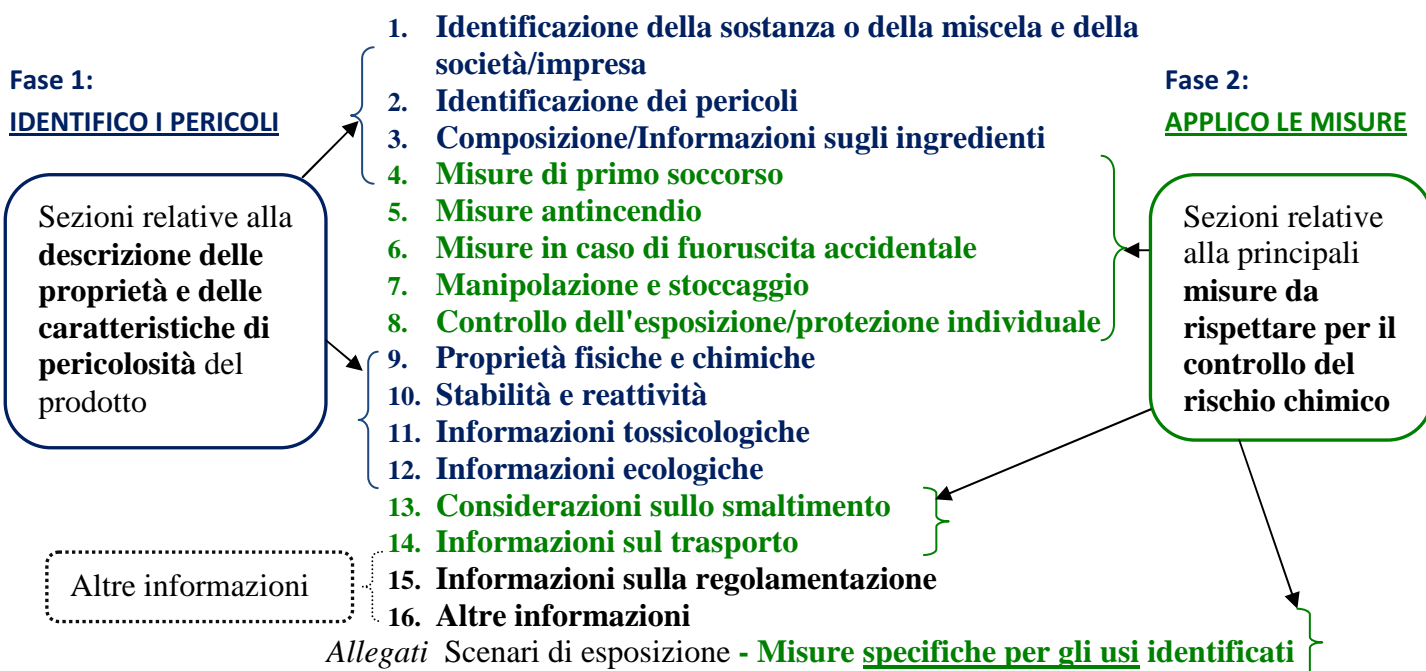 Fase 1:
IDENTIFICO I PERICOLI
Sezioni relative alla
descrizione delle
proprietà e delle
caratteristiche di
pericolosità del
prodotto
1. Identificazione della sostanza o della miscela e della
società/impresa
2. Identificazione dei pericoli
3. Composizione/Informazioni sugli ingredienti
4. Misure di primo soccorso
5. Misure antincendio
6. Misure in caso di fuoruscita accidentale
7. Manipolazione e stoccaggio
8. Controllo dell'esposizione/protezione individuale
9. Proprietà fisiche e chimiche
10. Stabilità e reattività
11. Informazioni tossicologiche
12. Informazioni ecologiche
13. Considerazioni sullo smaltimento
14. Informazioni sul trasporto
15. Informazioni sulla regolamentazione
16. Altre informazioni
Allegati Scenari di esposizione - Misure specifiche per gli usi identificati
Fase 2:
APPLICO LE MISURE
Sezioni relative
alla principali
misure da
rispettare per il
controllo del
rischio chimico
Altre informazioni